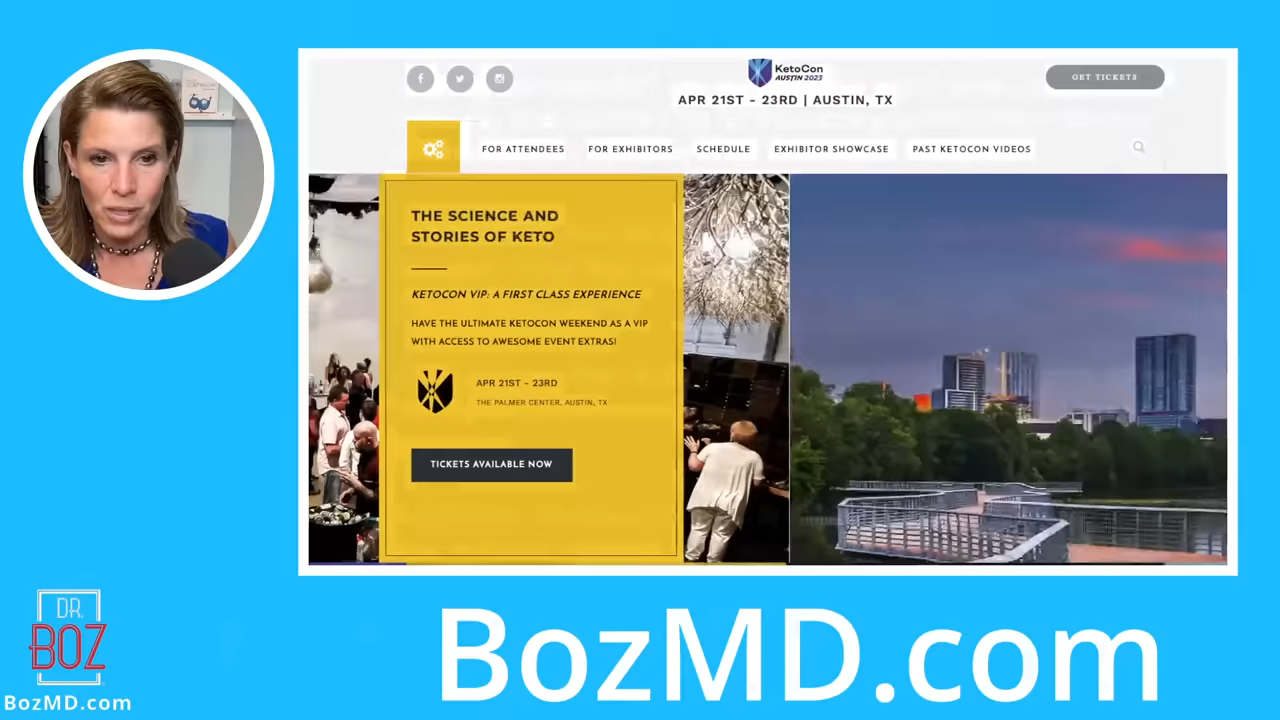 KetoCon
AUSTIN 2023
GET TICKETS
APR 21ST - 23RD | AUSTIN, TX
FOR ATTENDEES
FOR EXHIBITORS
SCHEDULE
EXHIBITOR SHOWCASE
PAST KETOCON VIDEOS
THE SCIENCE AND
STORIES OF KETO
KETOCON VIP: A FIRST CLASS EXPERIENCE
HAVE THE ULTIMATE KETOCON WEEKEND AS A VIP
WITH ACCESS TO AWESOME EVENT EXTRAS!
APR 21ST - 23RD
THE PALMER CENTER, AUSTIN, TX
TICKETS AVAILABLE NOW
DR.
BOZ
BozMD.com
BozMD.com